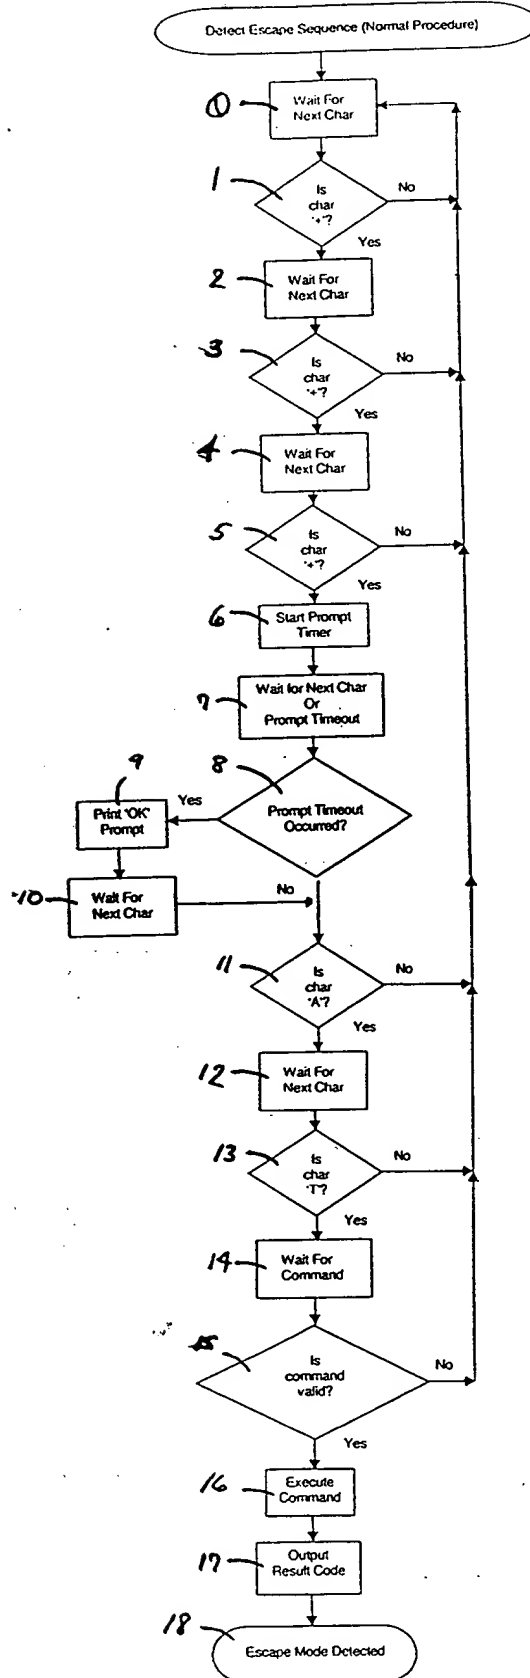 Detect Escape Sequence (Normal Procedure)
0
Wait For
Next Char
1
Is
char
'+'?
No
Yes
2
Wait For
Next Char
3
Is
char
'+'?
No
Yes
4
Wait For
Next Char
5
Is
char
'+'?
No
Yes
6
Start Prompt
Timer
7
Wait for Next Char
Or
Prompt Timeout
8
Prompt Timeout
Occurred?
Yes
9
Print "OK"
Prompt
No
10
Wait For
Next Char
11
Is
char
'A'?
No
Yes
12
Wait For
Next Char
13
Is
char
'T'?
No
Yes
14
Wait For
Command
15
Is
command
valid?
No
Yes
16
Execute
Command
17
Output
Result Code
18
Escape Mode Detected